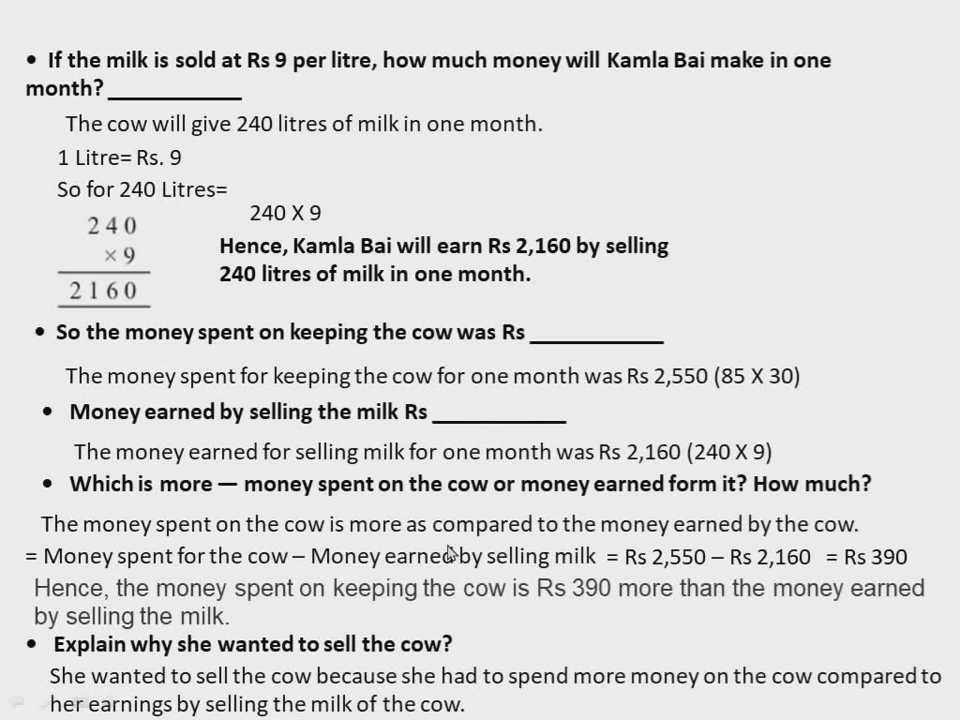 • If the milk is sold at Rs 9 per litre, how much money will Kamla Bai make in one
month? ___________
The cow will give 240 litres of milk in one month.
1 Litre= Rs. 9
So for 240 Litres=
240 X 9
2 4 0
× 9
2 1 6 0
Hence, Kamla Bai will earn Rs 2,160 by selling
240 litres of milk in one month.
• So the money spent on keeping the cow was Rs ___________
The money spent for keeping the cow for one month was Rs 2,550 (85 X 30)
• Money earned by selling the milk Rs ___________
The money earned for selling milk for one month was Rs 2,160 (240 X 9)
• Which is more — money spent on the cow or money earned form it? How much?
The money spent on the cow is more as compared to the money earned by the cow.
= Money spent for the cow – Money earned by selling milk = Rs 2,550 – Rs 2,160 = Rs 390
Hence, the money spent on keeping the cow is Rs 390 more than the money earned
by selling the milk.
• Explain why she wanted to sell the cow?
She wanted to sell the cow because she had to spend more money on the cow compared to
her earnings by selling the milk of the cow.